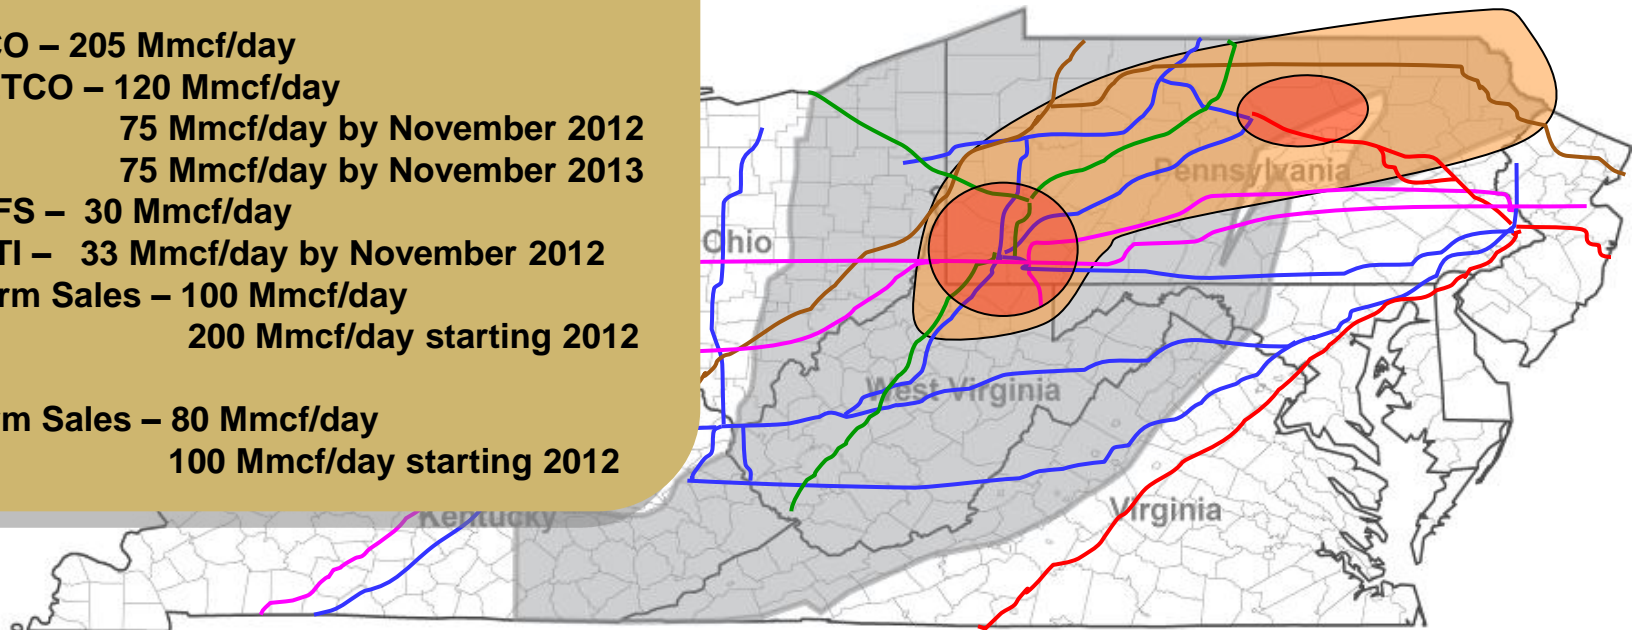 CO – 205 Mmcf/day
TCO – 120 Mmcf/day
75 Mmcf/day by November 2012
75 Mmcf/day by November 2013
FS – 30 Mmcf/day
TI – 33 Mmcf/day by November 2012
rm Sales – 100 Mmcf/day
200 Mmcf/day starting 2012
m Sales – 80 Mmcf/day
100 Mmcf/day starting 2012
Pennsylvania
Ohio
West Virginia
Virginia
Kentucky